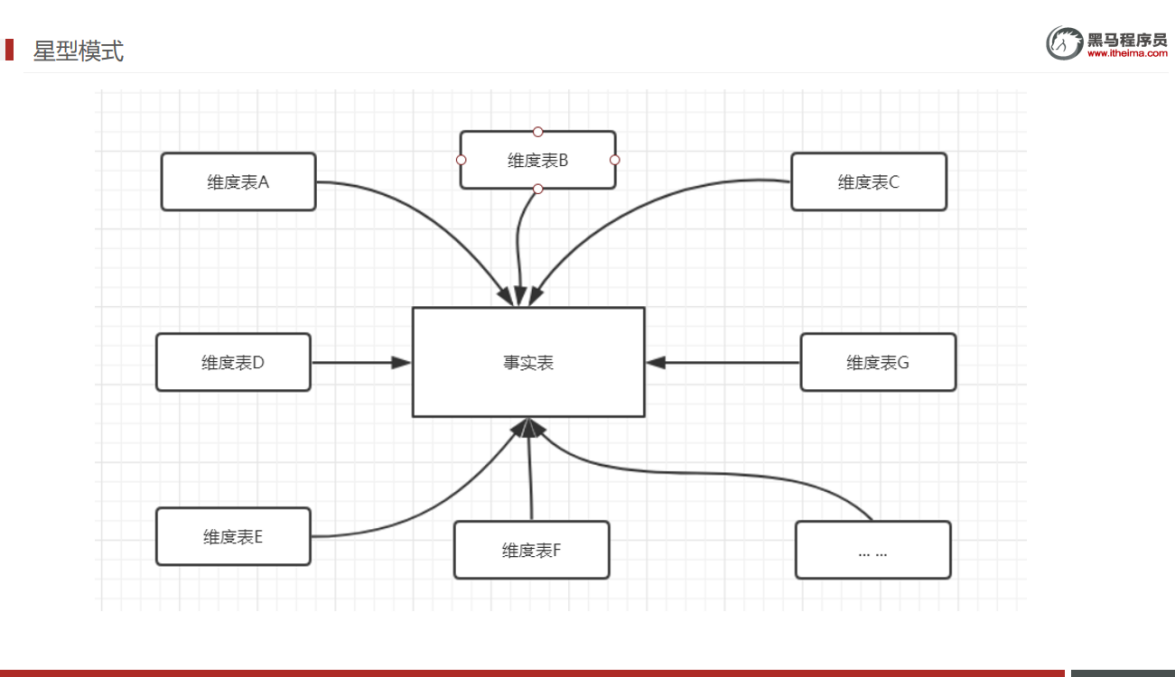 星型模式
黑马程序员
www.itheima.com
维度表A
维度表B
维度表C
维度表D
事实表
维度表G
维度表E
维度表F
... ...